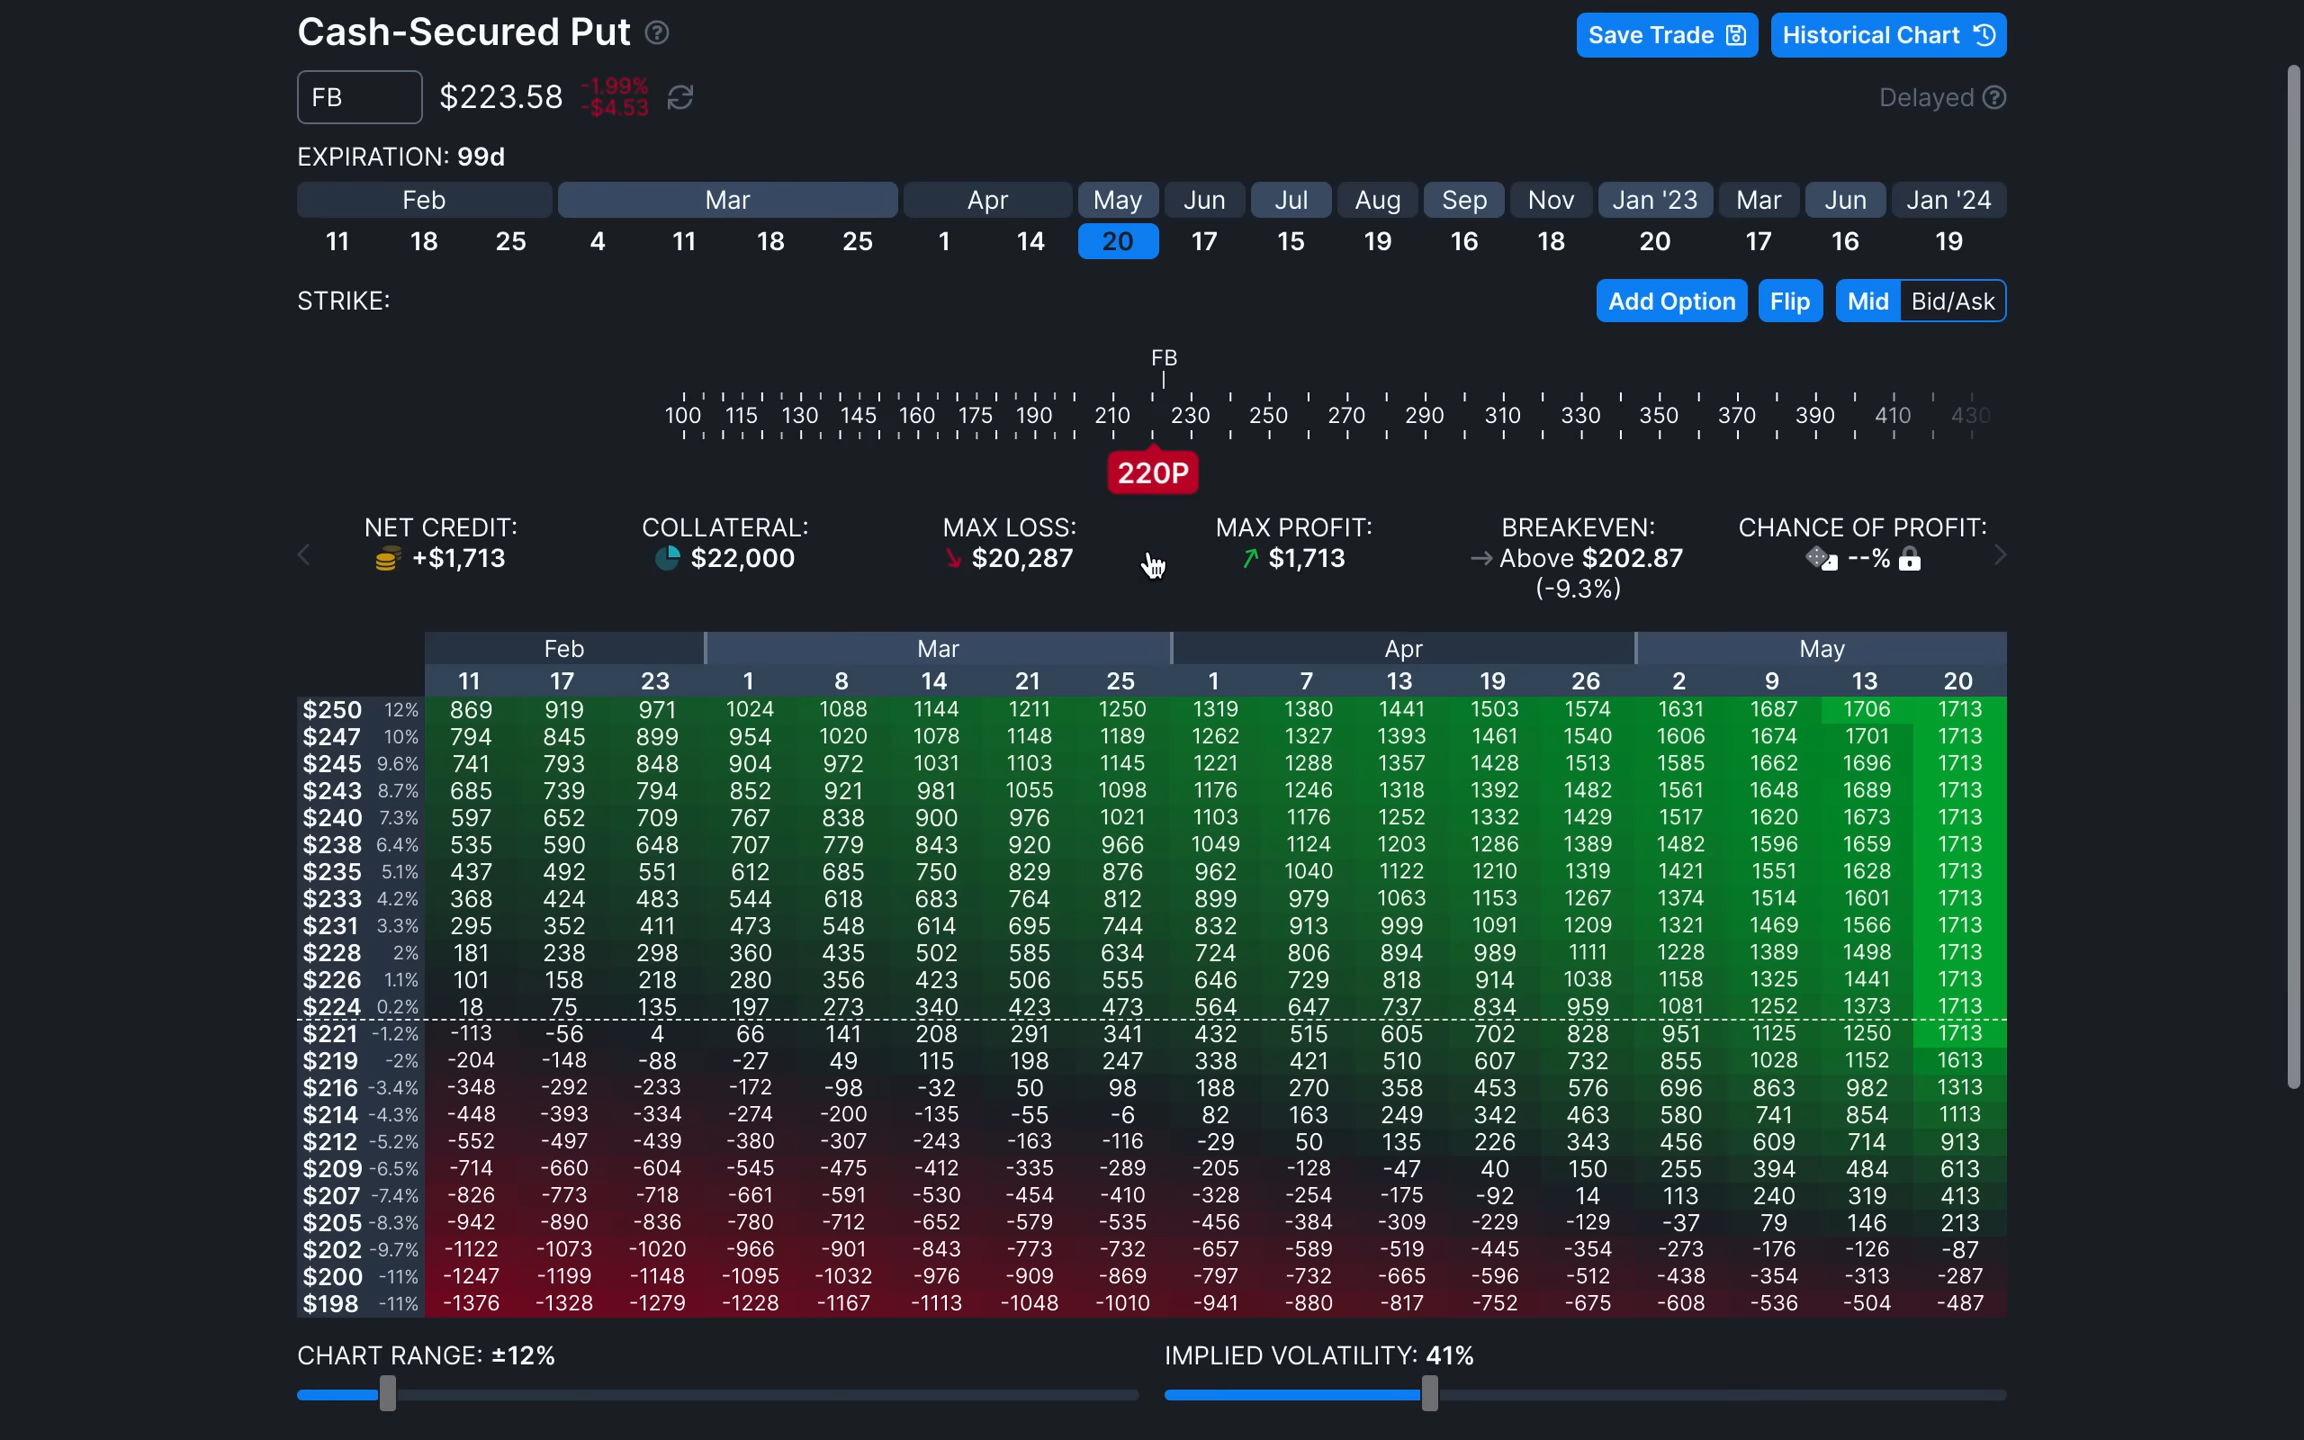 Cash-Secured Put ?
Save Trade
Historical Chart
FB $223.58 -1.99% -$4.53
Delayed ?
EXPIRATION: 99d
Feb Mar Apr May Jun Jul Aug Sep Nov Jan '23 Mar Jun Jan '24
11 18 25 4 11 18 25 1 14 20 17 15 19 16 18 20 17 16 19
STRIKE:
Add Option Flip Mid Bid/Ask
FB
100 115 130 145 160 175 190 210 230 250 270 290 310 330 350 370 390 410 430
220P
NET CREDIT: COLLATERAL: MAX LOSS: MAX PROFIT: BREAKEVEN: CHANCE OF PROFIT:
+$1,713 $22,000 $20,287 $1,713 Above $202.87 --%
(-9.3%)
Feb Mar Apr May
11 17 23 1 8 14 21 25 1 7 13 19 26 2 9 13 20
$250 12% 869 919 971 1024 1088 1144 1211 1250 1319 1380 1441 1503 1574 1631 1687 1706 1713
$247 10% 794 845 899 954 1020 1078 1148 1189 1262 1327 1393 1461 1540 1606 1674 1701 1713
$245 9.6% 741 793 848 904 972 1031 1103 1145 1221 1288 1357 1428 1513 1585 1662 1696 1713
$243 8.7% 685 739 794 852 921 981 1055 1098 1176 1246 1318 1392 1482 1561 1648 1689 1713
$240 7.3% 597 652 709 767 838 900 976 1021 1103 1176 1252 1332 1429 1517 1620 1673 1713
$238 6.4% 535 590 648 707 779 843 920 966 1049 1124 1203 1286 1389 1482 1596 1659 1713
$235 5.1% 437 492 551 612 685 750 829 876 962 1040 1122 1210 1319 1421 1551 1628 1713
$233 4.2% 368 424 483 544 618 683 764 812 899 979 1063 1153 1267 1374 1514 1601 1713
$231 3.3% 295 352 411 473 548 614 695 744 832 913 999 1091 1209 1321 1469 1566 1713
$228 2% 181 238 298 360 435 502 585 634 724 806 894 989 1111 1228 1389 1498 1713
$226 1.1% 101 158 218 280 356 423 506 555 646 729 818 914 1038 1158 1325 1441 1713
$224 0.2% 18 75 135 197 273 340 423 473 564 647 737 834 959 1081 1252 1373 1713
$221 -1.2% -113 -56 4 66 141 208 291 341 432 515 605 702 828 951 1125 1250 1713
$219 -2% -204 -148 -88 -27 49 115 198 247 338 421 510 607 732 855 1028 1152 1613
$216 -3.4% -348 -292 -233 -172 -98 -32 50 98 188 270 358 453 576 696 863 982 1313
$214 -4.3% -448 -393 -334 -274 -200 -135 -55 -6 82 163 249 342 463 580 741 854 1113
$212 -5.2% -552 -497 -439 -380 -307 -243 -163 -116 -29 50 135 226 343 456 609 714 913
$209 -6.5% -714 -660 -604 -545 -475 -412 -335 -289 -205 -128 -47 40 150 255 394 484 613
$207 -7.4% -826 -773 -718 -661 -591 -530 -454 -410 -328 -254 -175 -92 14 113 240 319 413
$205 -8.3% -942 -890 -836 -780 -712 -652 -579 -535 -456 -384 -309 -229 -129 -37 79 146 213
$202 -9.7% -1122 -1073 -1020 -966 -901 -843 -773 -732 -657 -589 -519 -445 -354 -273 -176 -126 -87
$200 -11% -1247 -1199 -1148 -1095 -1032 -976 -909 -869 -797 -732 -665 -596 -512 -438 -354 -313 -287
$198 -11% -1376 -1328 -1279 -1228 -1167 -1113 -1048 -1010 -941 -880 -817 -752 -675 -608 -536 -504 -487
CHART RANGE: ±12%
IMPLIED VOLATILITY: 41%